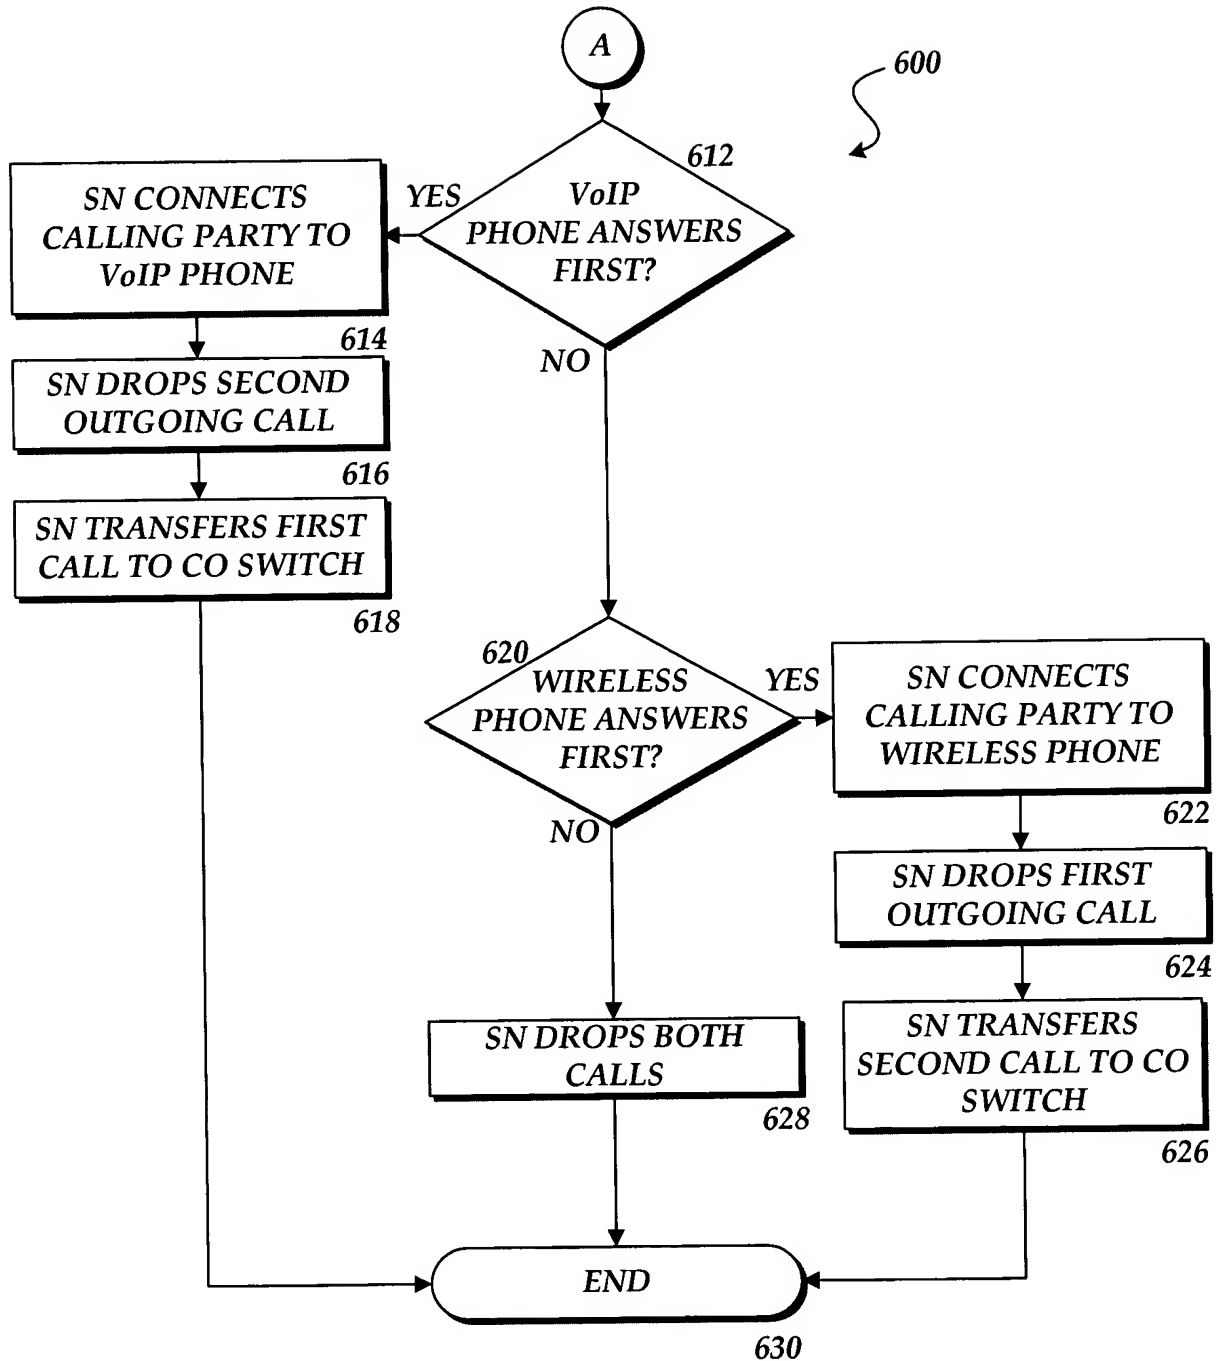 A
600
612
VoIP
PHONE ANSWERS
FIRST?
YES
NO
SN CONNECTS
CALLING PARTY TO
VoIP PHONE
614
SN DROPS SECOND
OUTGOING CALL
616
SN TRANSFERS FIRST
CALL TO CO SWITCH
618
620
WIRELESS
PHONE ANSWERS
FIRST?
YES
NO
SN CONNECTS
CALLING PARTY TO
WIRELESS PHONE
622
SN DROPS FIRST
OUTGOING CALL
624
SN TRANSFERS
SECOND CALL TO CO
SWITCH
626
SN DROPS BOTH
CALLS
628
END
630